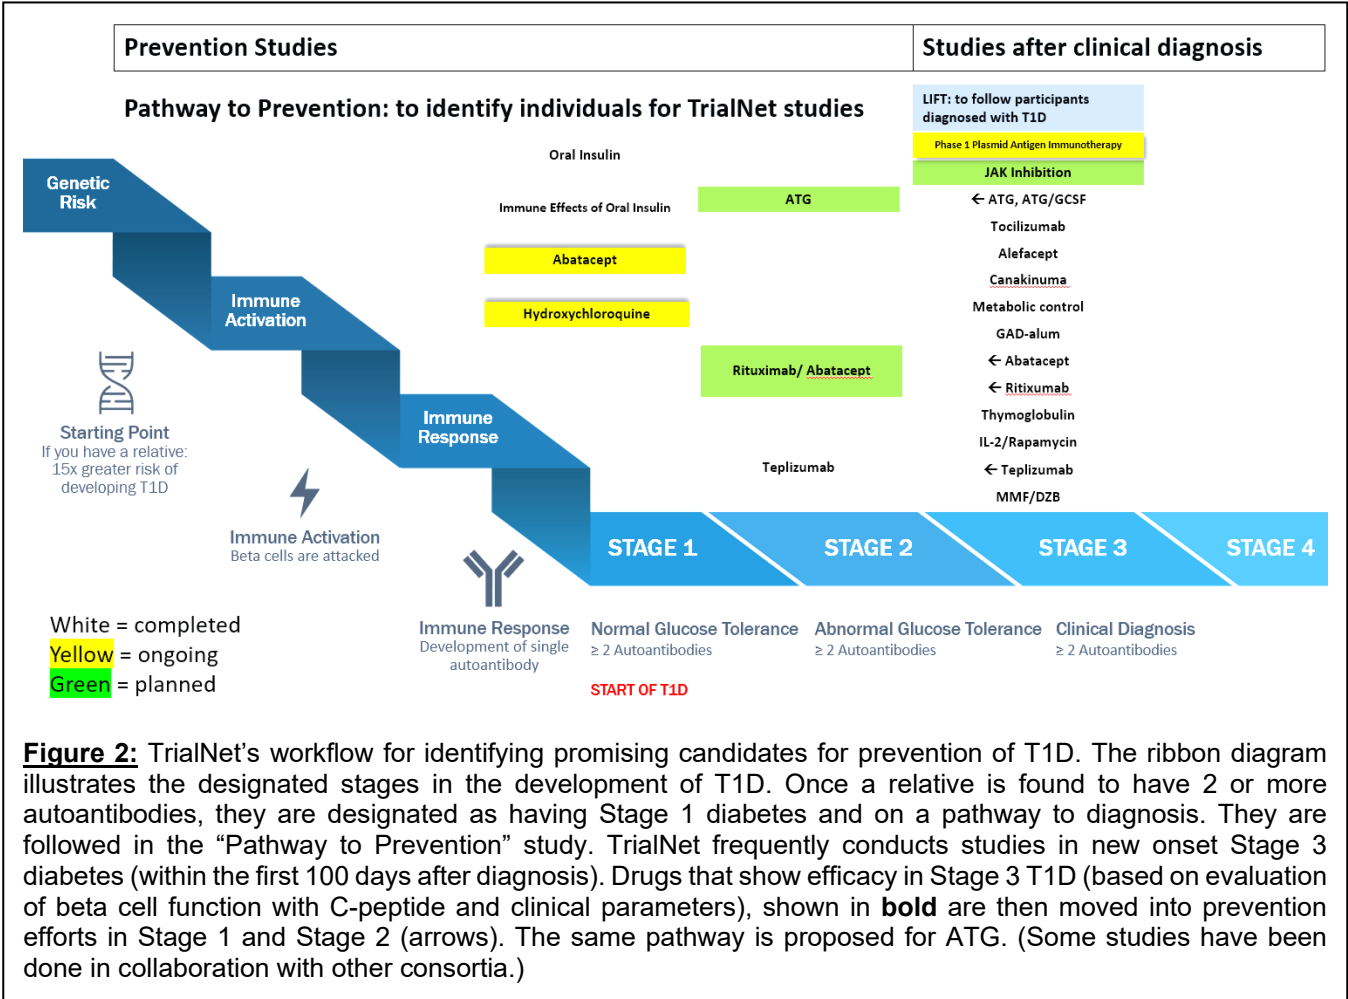 Prevention Studies
Studies after clinical diagnosis
Pathway to Prevention: to identify individuals for TrialNet studies
LIFT: to follow participants
diagnosed with T1D
Phase 1 Plasmid Antigen Immunotherapy
JAK Inhibition
Oral Insulin
Immune Effects of Oral Insulin
Abatacept
Hydroxychloroquine
ATG
Rituximab/ Abatacept
Teplizumab
← ATG, ATG/GCSF
Tocilizumab
Alefacept
Canakinuma
Metabolic control
GAD-alum
← Abatacept
← Ritixumab
Thymoglobulin
IL-2/Rapamycin
← Teplizumab
MMF/DZB
Genetic
Risk
Immune
Activation
Immune
Response
STAGE 1
STAGE 2
STAGE 3
STAGE 4
Starting Point
If you have a relative:
15x greater risk of
developing T1D
Immune Activation
Beta cells are attacked
Immune Response
Development of single
autoantibody
Normal Glucose Tolerance
≥ 2 Autoantibodies
START OF T1D
Abnormal Glucose Tolerance
≥ 2 Autoantibodies
Clinical Diagnosis
≥ 2 Autoantibodies
White = completed
Yellow = ongoing
Green = planned
Figure 2: TrialNet’s workflow for identifying promising candidates for prevention of T1D. The ribbon diagram
illustrates the designated stages in the development of T1D. Once a relative is found to have 2 or more
autoantibodies, they are designated as having Stage 1 diabetes and on a pathway to diagnosis. They are
followed in the “Pathway to Prevention” study. TrialNet frequently conducts studies in new onset Stage 3
diabetes (within the first 100 days after diagnosis). Drugs that show efficacy in Stage 3 T1D (based on evaluation
of beta cell function with C-peptide and clinical parameters), shown in bold are then moved into prevention
efforts in Stage 1 and Stage 2 (arrows). The same pathway is proposed for ATG. (Some studies have been
done in collaboration with other consortia.)